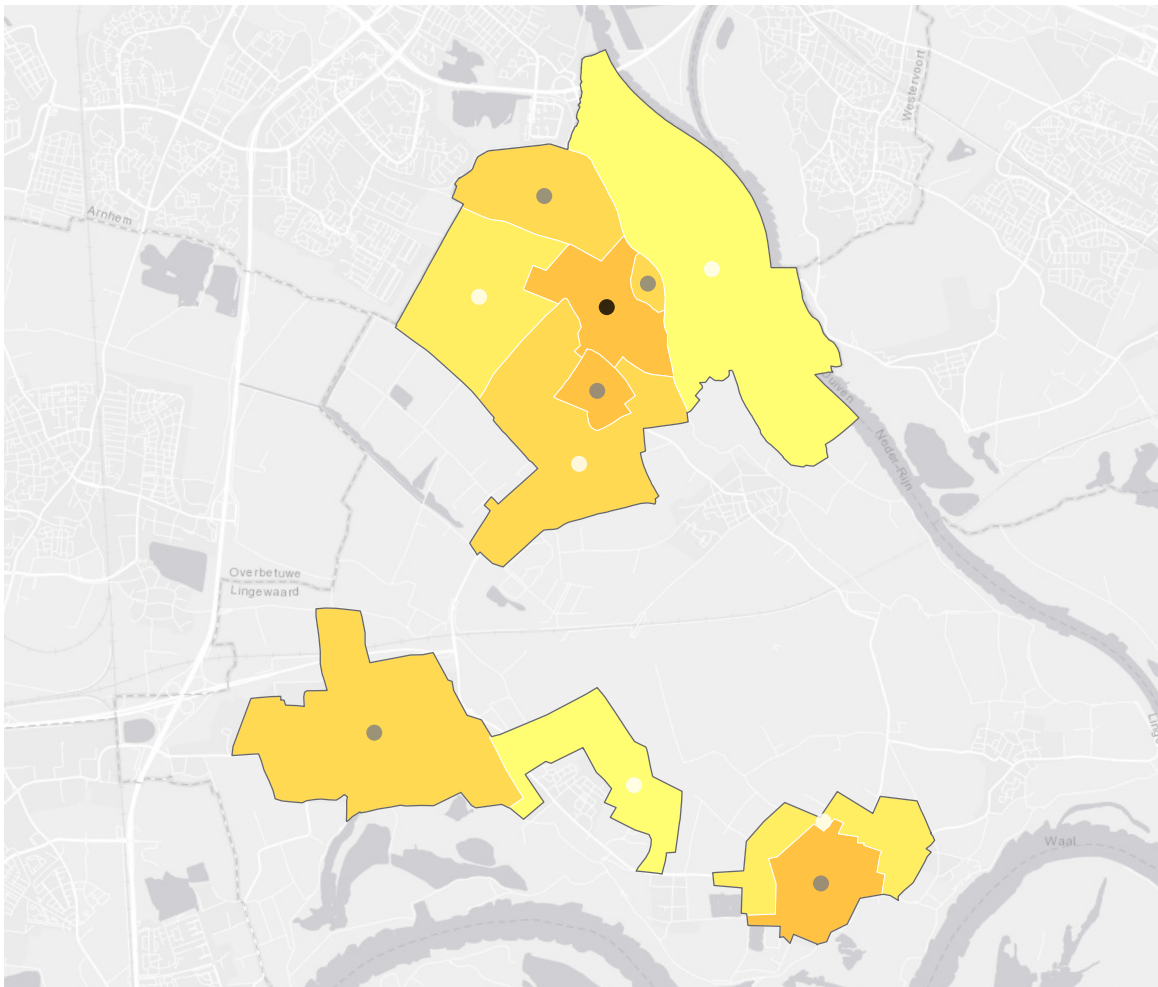 Westervoort
Arnhem
Duiven
Neder-Rijn
Overbetuwe
Lingewaard
Waal